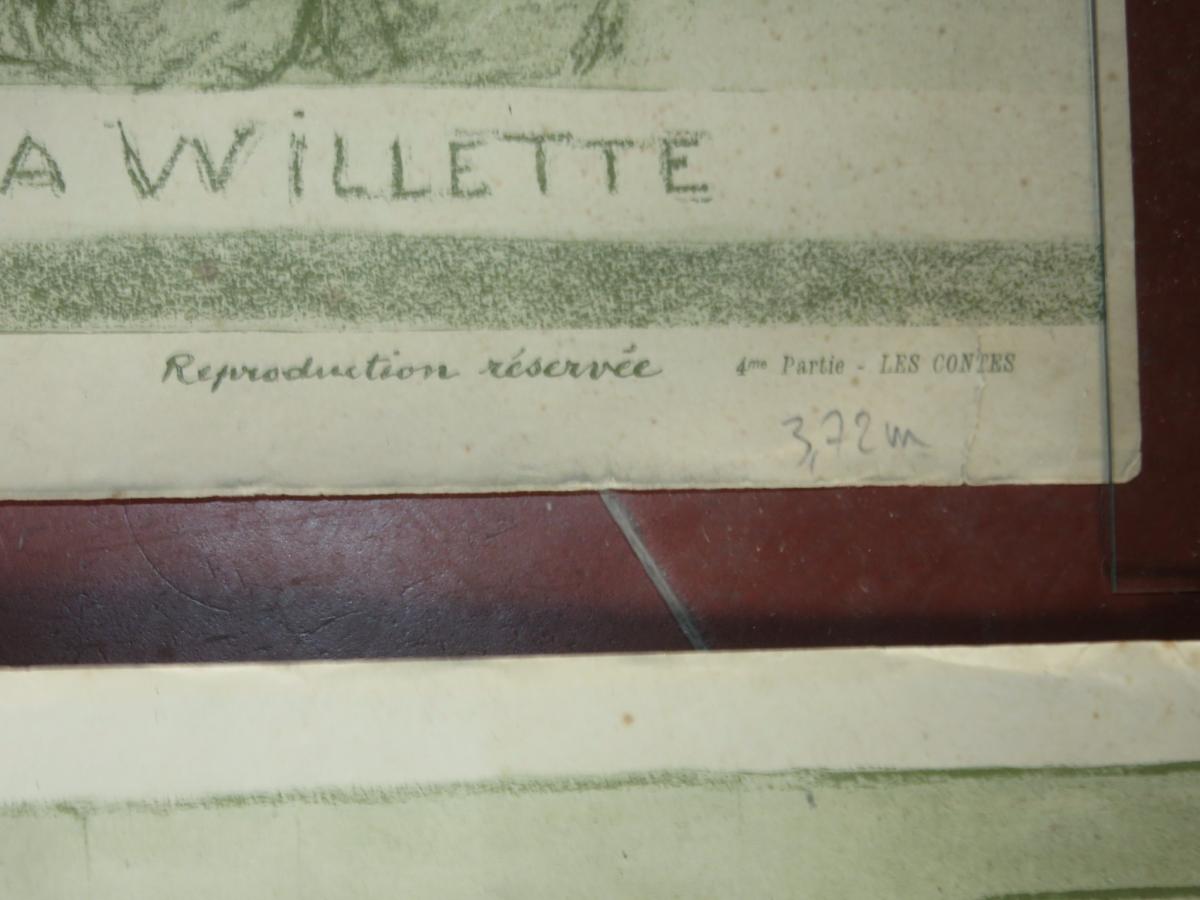 A WiLLETTE
Reproduction réservée 4me Partie - LES CONTES
3,72m